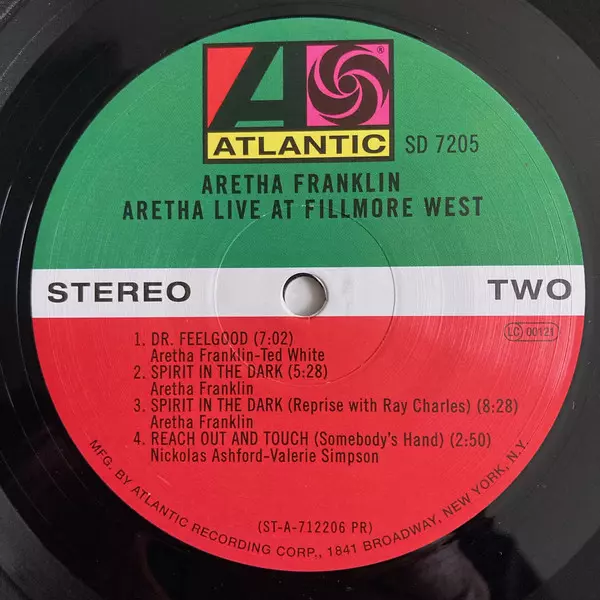 ®
ATLANTIC SD 7205
ARETHA FRANKLIN
ARETHA LIVE AT FILLMORE WEST
STEREO TWO
LC 00121
1. DR. FEELGOOD (7:02)
Aretha Franklin-Ted White
2. SPIRIT IN THE DARK (5:28)
Aretha Franklin
3. SPIRIT IN THE DARK (Reprise with Ray Charles) (8:28)
Aretha Franklin
4. REACH OUT AND TOUCH (Somebody's Hand) (2:50)
Nickolas Ashford-Valerie Simpson
(ST-A-712206 PR)
MFG. BY ATLANTIC RECORDING CORP., 1841 BROADWAY, NEW YORK, N.Y.